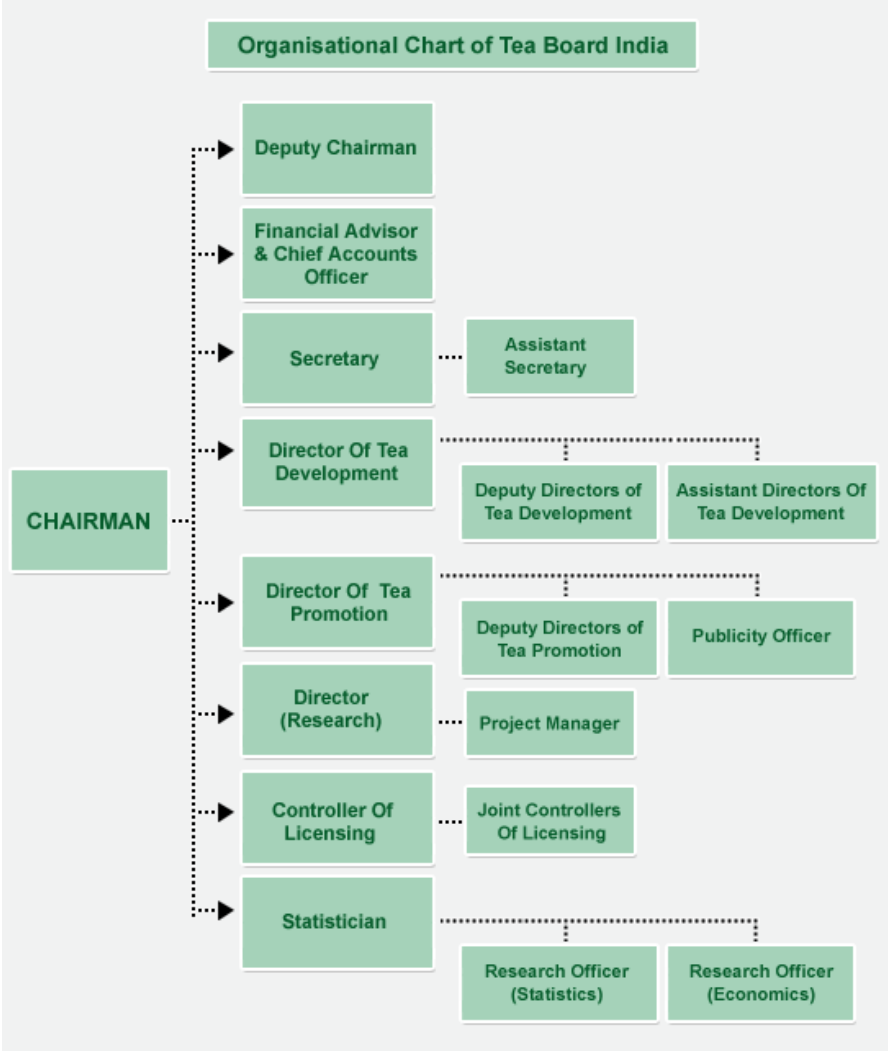 Organisational Chart of Tea Board India
Deputy Chairman
Financial Advisor
& Chief Accounts
Officer
Secretary
Assistant
Secretary
Director Of Tea
Development
Deputy Directors of
Tea Development
Assistant Directors Of
Tea Development
CHAIRMAN
Director Of Tea
Promotion
Deputy Directors of
Tea Promotion
Publicity Officer
Director
(Research)
Project Manager
Controller Of
Licensing
Joint Controllers
Of Licensing
Statistician
Research Officer
(Statistics)
Research Officer
(Economics)